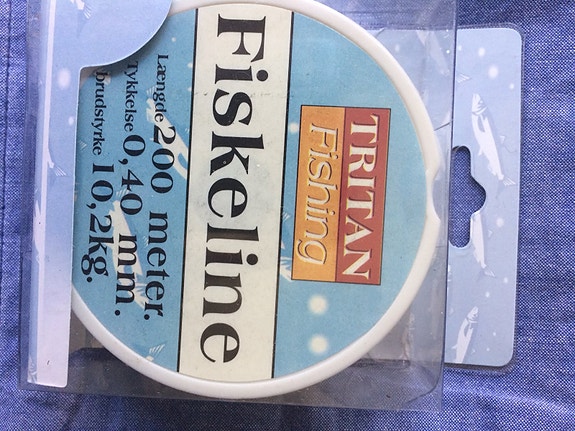 TRITAN
Fishing
Fiskeline
Længde 200 meter.
Tykkelse 0,40 mm.
brudstyrke 10,2kg.